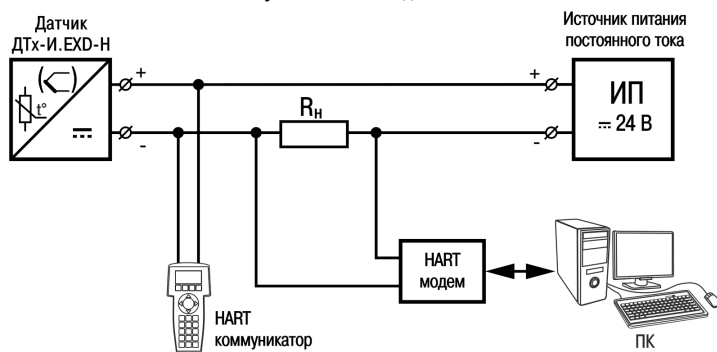 Датчик
ДТх-И.EXD-H
Источник питания
постоянного тока
+
-
t°
Rн
+
-
ИП
= 24 В
HART
модем
HART
коммуникатор
ПК